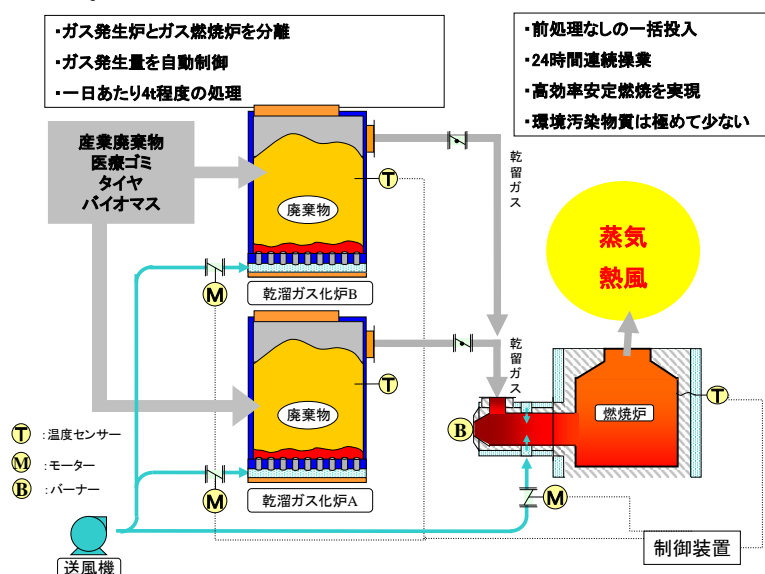 ・ガス発生炉とガス燃焼炉を分離
・ガス発生量を自動制御
・一日あたり4t程度の処理
・前処理なしの一括投入
・24時間連続操業
・高効率安定燃焼を実現
・環境汚染物質は極めて少ない
産業廃棄物
医療ゴミ
タイヤ
バイオマス
廃棄物
T
乾留ガス
蒸気
熱風
M
乾溜ガス化炉B
乾留ガス
廃棄物
T
T
燃焼炉
B
T :温度センサー
M :モーター
B :バーナー
M
乾溜ガス化炉A
M
送風機
制御装置